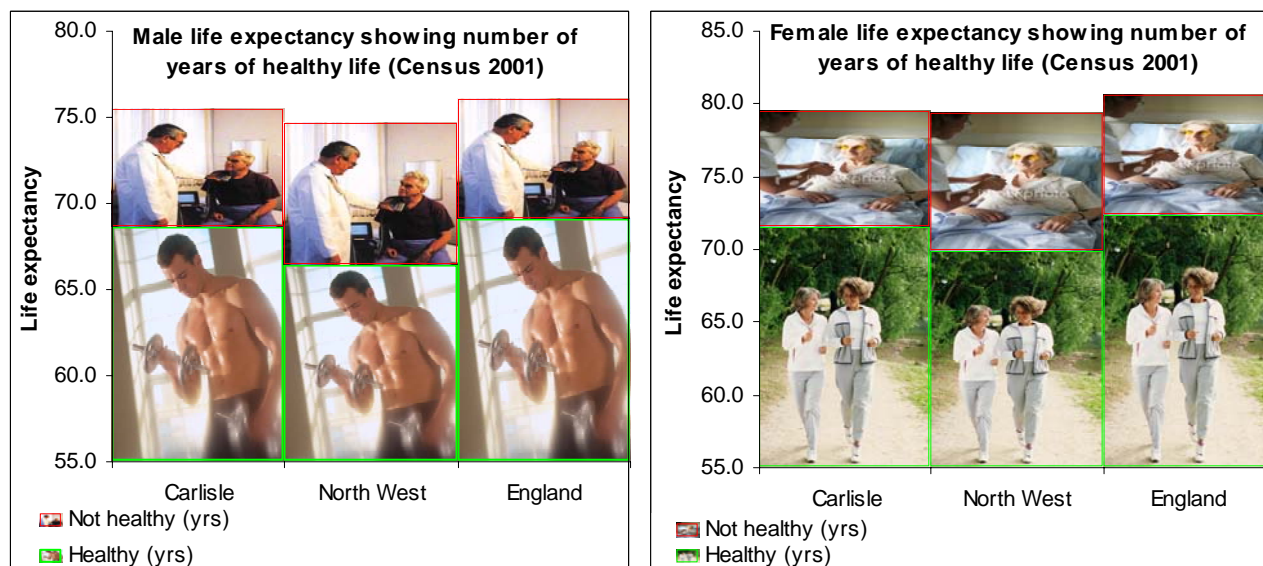 Male life expectancy showing number of
years of healthy life (Census 2001)
80.0
75.0
70.0
65.0
60.0
55.0
Life expectancy
Carlisle
North West
England
Not healthy (yrs)
Healthy (yrs)
Female life expectancy showing number of
years of healthy life (Census 2001)
85.0
80.0
75.0
70.0
65.0
60.0
55.0
Life expectancy
Carlisle
North West
England
Not healthy (yrs)
Healthy (yrs)